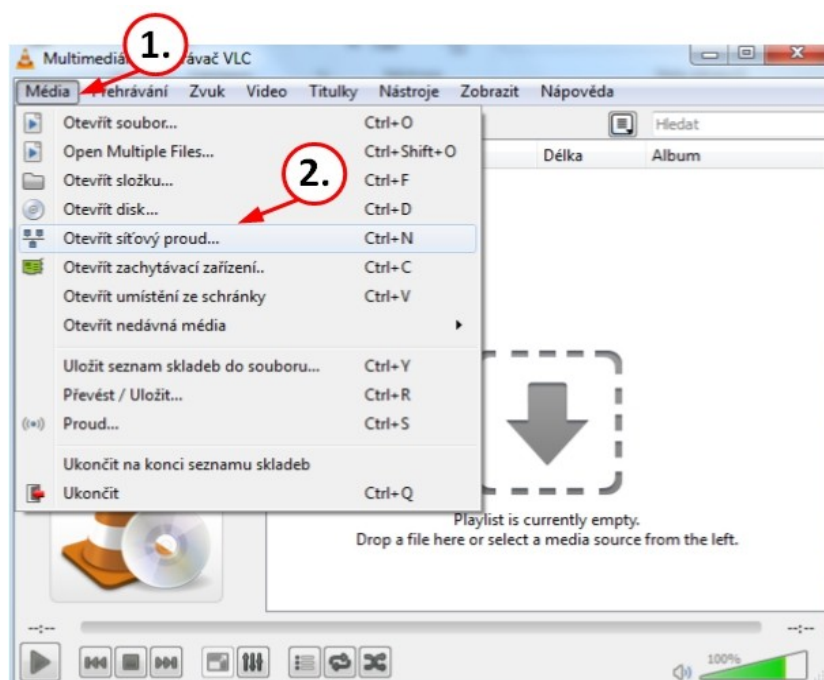 1.
Multimediá ávač VLC
Média Přehrávání Zvuk Video Titulky Nástroje Zobrazit Nápověda
Otevřít soubor... Ctrl+O
Hledat
Open Multiple Files... Ctrl+Shift+O
Délka Album
Otevřít složku... Ctrl+F
2.
Otevřít disk... Ctrl+D
Otevřít síťový proud... Ctrl+N
Otevřít zachytávací zařízení.. Ctrl+C
Otevřít umístění ze schránky Ctrl+V
Otevřít nedávná média
Uložit seznam skladeb do souboru... Ctrl+Y
Převést / Uložit... Ctrl+R
Proud... Ctrl+S
Ukončit na konci seznamu skladeb
Ukončit Ctrl+Q
Playlist is currently empty.
Drop a file here or select a media source from the left.
--:-- --:--
100%